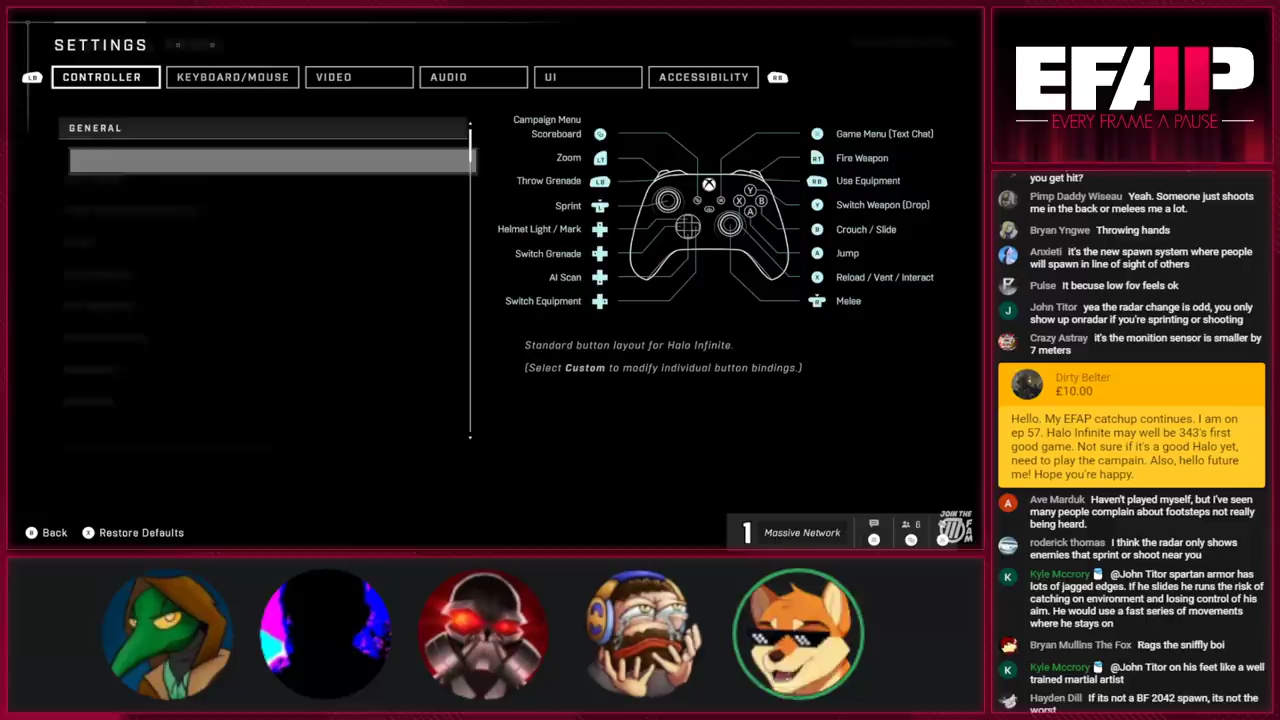 SETTINGS
LB
CONTROLLER
KEYBOARD/MOUSE
VIDEO
AUDIO
UI
ACCESSIBILITY
RB
GENERAL
Campaign Menu
Scoreboard
Zoom
LT
Throw Grenade
LB
Sprint
L
Helmet Light / Mark
Switch Grenade
AI Scan
Switch Equipment
Y
X
B
A
Game Menu (Text Chat)
RT
Fire Weapon
RB
Use Equipment
Y
Switch Weapon (Drop)
B
Crouch / Slide
A
Jump
X
Reload / Vent / Interact
R
Melee
Standard button layout for Halo Infinite.
(Select Custom to modify individual button bindings.)
B
Back
X
Restore Defaults
1
Massive Network
6
JOIN THE
FAM
EFAP
EVERY FRAME A PAUSE
you get hit?
Pimp Daddy Wiseau Yeah. Someone just shoots
me in the back or melees me a lot.
Bryan Yngwe Throwing hands
Anxieti it's the new spawn system where people
will spawn in line of sight of others
Pulse It becuse low fov feels ok
J
John Titor yea the radar change is odd, you only
show up onradar if you're sprinting or shooting
Crazy Astray it's the monition sensor is smaller by
7 meters
Dirty Belter
£10.00
Hello. My EFAP catchup continues. I am on
ep 57. Halo Infinite may well be 343's first
good game. Not sure if it's a good Halo yet,
need to play the campain. Also, hello future
me! Hope you're happy.
A
Ave Marduk Haven't played myself, but I've seen
many people complain about footsteps not really
being heard.
roderick thomas I think the radar only shows
enemies that sprint or shoot near you
K
Kyle Mccrory @John Titor spartan armor has
lots of jagged edges. If he slides he runs the risk of
catching on environment and losing control of his
aim. He would use a fast series of movements
where he stays on
Bryan Mullins The Fox Rags the sniffly boi
K
Kyle Mccrory @John Titor on his feet like a well
trained martial artist
Hayden Dill If its not a BF 2042 spawn, its not the
worst